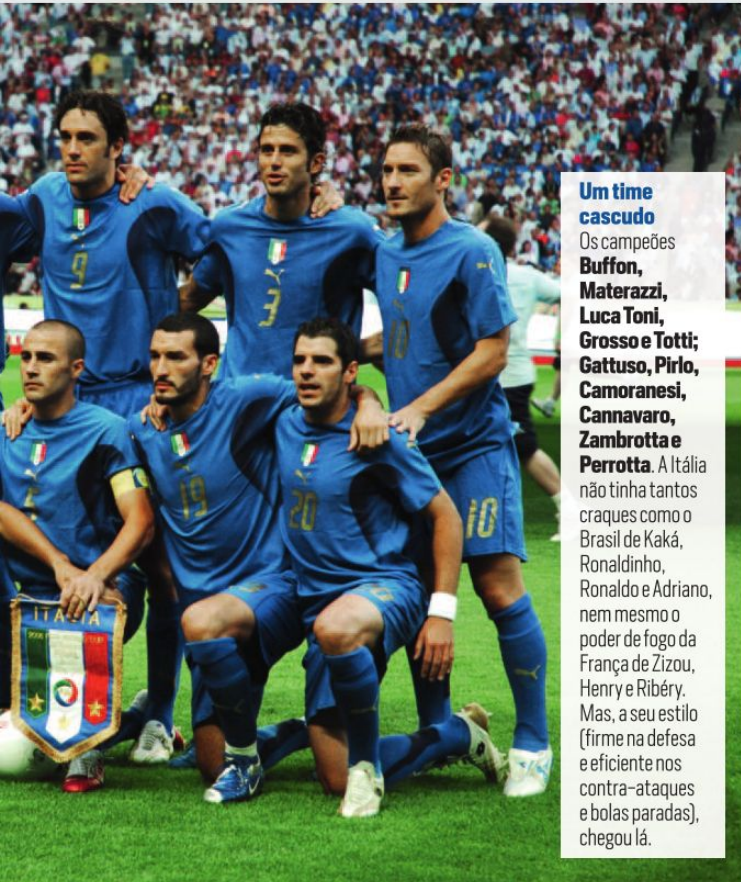 Um time
cascudo
Os campeões
Buffon,
Materazzi,
Luca Toni,
Grosso e Totti;
Gattuso, Pirlo,
Camoranesi,
Cannavaro,
Zambrotta e
Perrotta. A Itália
não tinha tantos
craques como o
Brasil de Kaká,
Ronaldinho,
Ronaldo e Adriano,
nem mesmo o
poder de fogo da
França de Zizou,
Henry e Ribéry.
Mas, a seu estilo
(firme na defesa
e eficiente nos
contra-ataques
e bolas paradas),
chegou lá.
9
3
10
19
20
10
ITALIA